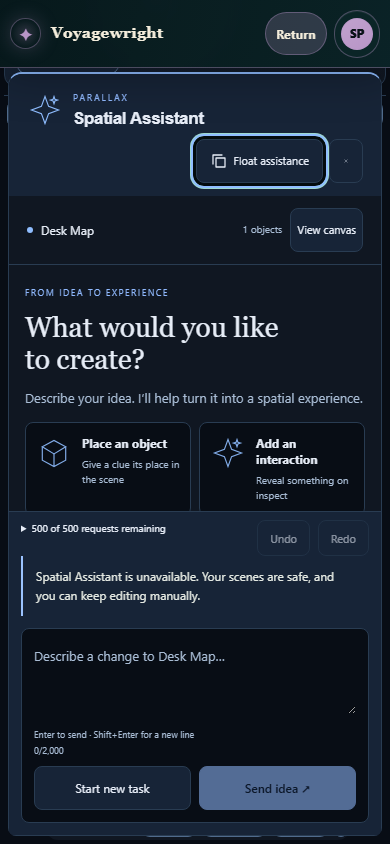 Voyagewright
Return
SP
PARALLAX
Spatial Assistant
Float assistance
×
Desk Map
1 objects
View canvas
FROM IDEA TO EXPERIENCE
What would you like
to create?
Describe your idea. I'll help turn it into a spatial experience.
Place an object
Give a clue its place in
the scene
Add an
interaction
Reveal something on
inspect
500 of 500 requests remaining
Undo
Redo
Spatial Assistant is unavailable. Your scenes are safe, and
you can keep editing manually.
Describe a change to Desk Map...
Enter to send · Shift+Enter for a new line
0/2,000
Start new task
Send idea ↗